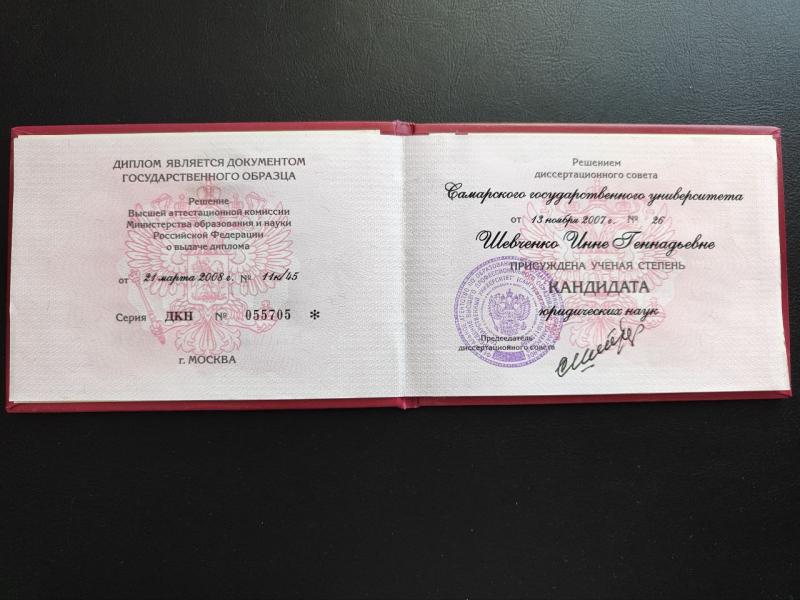 ДИПЛОМ ЯВЛЯЕТСЯ ДОКУМЕНТОМ
ГОСУДАРСТВЕННОГО ОБРАЗЦА
Решение
Высшей аттестационной комиссии
Министерства образования и науки
Российской Федерации
о выдаче диплома
от 21 марта 2008 г. № 11к/45
Серия ДКН № 055705 *
г. МОСКВА
Решением
диссертационного совета
Самарского государственного университета
от 13 ноября 2007 г. № 26
Шевченко Инне Геннадьевне
ПРИСУЖДЕНА УЧЕНАЯ СТЕПЕНЬ
КАНДИДАТА
юридических наук
Председатель
диссертационного совета